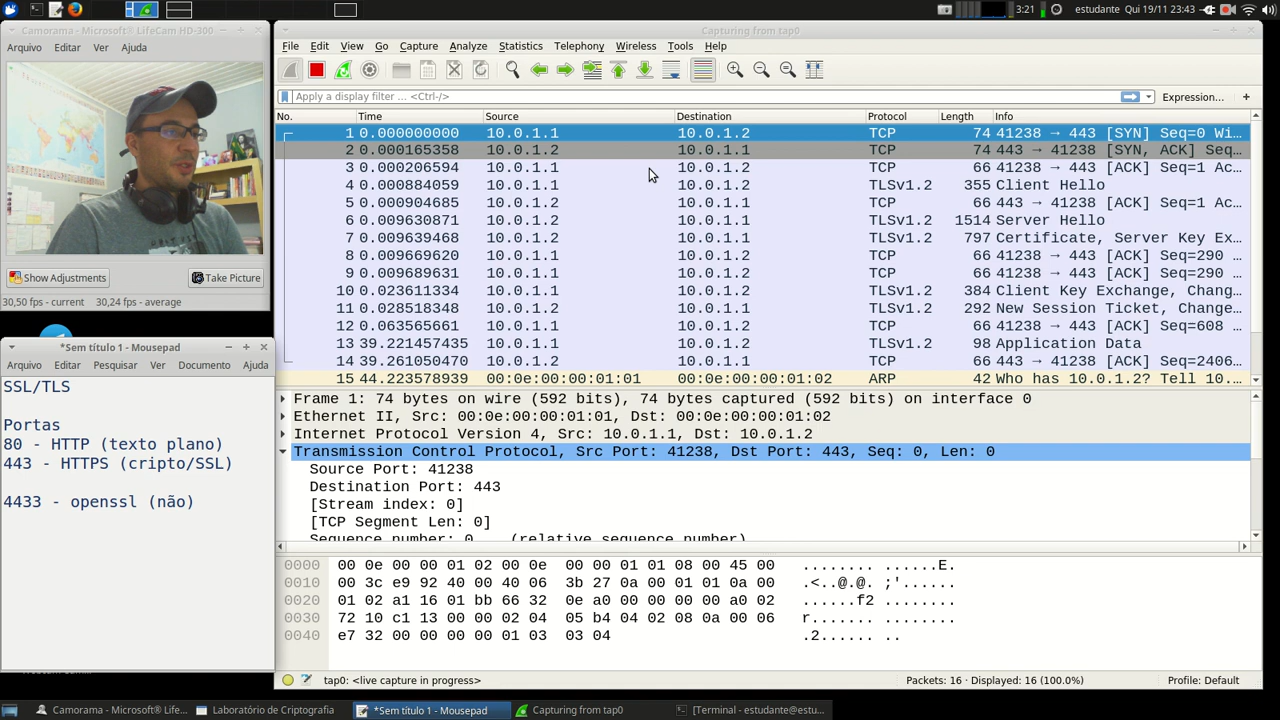 3:21
estudante Qui 19/11 23:43
Camorama - Microsoft® LifeCam HD-300
Arquivo Editar Ver Ajuda
Show Adjustments
Take Picture
30,50 fps - current 30,24 fps - average
*Sem título 1 - Mousepad
Arquivo Editar Pesquisar Ver Documento Ajuda
SSL/TLS
Portas
80 - HTTP (texto plano)
443 - HTTPS (cripto/SSL)
4433 - openssl (não)
Capturing from tap0
File Edit View Go Capture Analyze Statistics Telephony Wireless Tools Help
Apply a display filter ... <Ctrl-/>
Expression... +
No. Time Source Destination Protocol Length Info
1 0.000000000 10.0.1.1 10.0.1.2 TCP 74 41238 → 443 [SYN] Seq=0 Wi…
2 0.000165358 10.0.1.2 10.0.1.1 TCP 74 443 → 41238 [SYN, ACK] Seq…
3 0.000206594 10.0.1.1 10.0.1.2 TCP 66 41238 → 443 [ACK] Seq=1 Ac…
4 0.000884059 10.0.1.1 10.0.1.2 TLSv1.2 355 Client Hello
5 0.000904685 10.0.1.2 10.0.1.1 TCP 66 443 → 41238 [ACK] Seq=1 Ac…
6 0.009630871 10.0.1.2 10.0.1.1 TLSv1.2 1514 Server Hello
7 0.009639468 10.0.1.2 10.0.1.1 TLSv1.2 797 Certificate, Server Key Ex…
8 0.009669620 10.0.1.1 10.0.1.2 TCP 66 41238 → 443 [ACK] Seq=290 …
9 0.009689631 10.0.1.1 10.0.1.2 TCP 66 41238 → 443 [ACK] Seq=290 …
10 0.023611334 10.0.1.1 10.0.1.2 TLSv1.2 384 Client Key Exchange, Chang…
11 0.028518348 10.0.1.2 10.0.1.1 TLSv1.2 292 New Session Ticket, Change…
12 0.063565661 10.0.1.1 10.0.1.2 TCP 66 41238 → 443 [ACK] Seq=608 …
13 39.221457435 10.0.1.2 10.0.1.1 TLSv1.2 98 Application Data
14 39.261050470 10.0.1.1 10.0.1.2 TCP 66 443 → 41238 [ACK] Seq=2406…
15 44.223578939 00:0e:00:00:01:01 00:0e:00:00:01:02 ARP 42 Who has 10.0.1.2? Tell 10.…
Frame 1: 74 bytes on wire (592 bits), 74 bytes captured (592 bits) on interface 0
Ethernet II, Src: 00:0e:00:00:01:01, Dst: 00:0e:00:00:01:02
Internet Protocol Version 4, Src: 10.0.1.1, Dst: 10.0.1.2
Transmission Control Protocol, Src Port: 41238, Dst Port: 443, Seq: 0, Len: 0
Source Port: 41238
Destination Port: 443
[Stream index: 0]
[TCP Segment Len: 0]
Sequence number: 0 (relative sequence number)
0000 00 0e 00 00 01 02 00 0e 00 00 01 01 08 00 45 00 ........ ......E.
0010 00 3c e9 92 40 00 40 06 3b 27 0a 00 01 01 0a 00 .<..@.@. ;'......
0020 01 02 a1 16 01 bb 66 32 0e a0 00 00 00 00 a0 02 ......f2 ........
0030 72 10 c1 13 00 00 02 04 05 b4 04 02 08 0a 00 06 r....... ........
0040 e7 32 00 00 00 00 01 03 03 04 .2...... ..
tap0: <live capture in progress>
Packets: 16 · Displayed: 16 (100.0%)
Profile: Default
Camorama - Microsoft® LifeC...
Laboratório de Criptografia
*Sem título 1 - Mousepad
Capturing from tap0
[Terminal - estudante@estu...